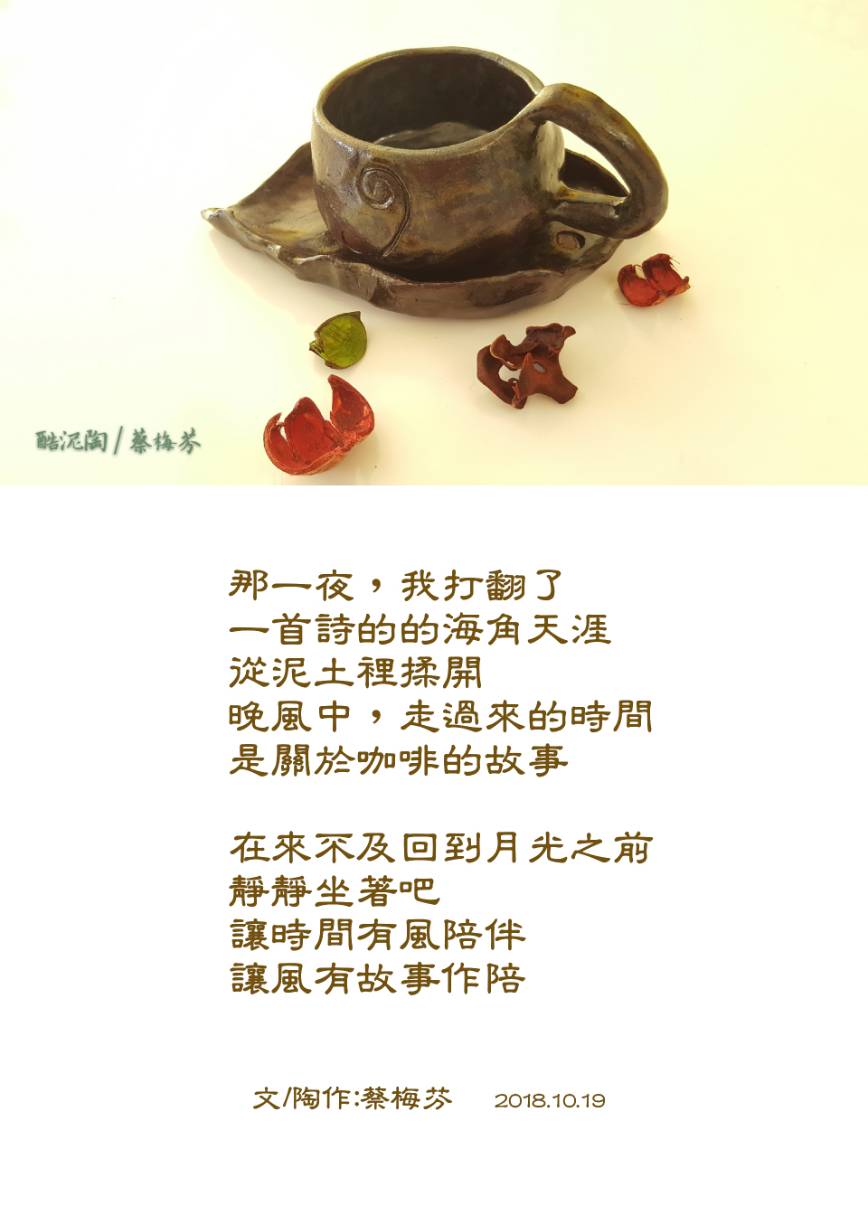 酷泥陶/蔡梅芬
那一夜，我打翻了
一首詩的的海角天涯
從泥土裡揉開
晚風中，走過來的時間
是關於咖啡的故事
在來不及回到月光之前
靜靜坐著吧
讓時間有風陪伴
讓風有故事作陪
文/陶作:蔡梅芬 2018.10.19